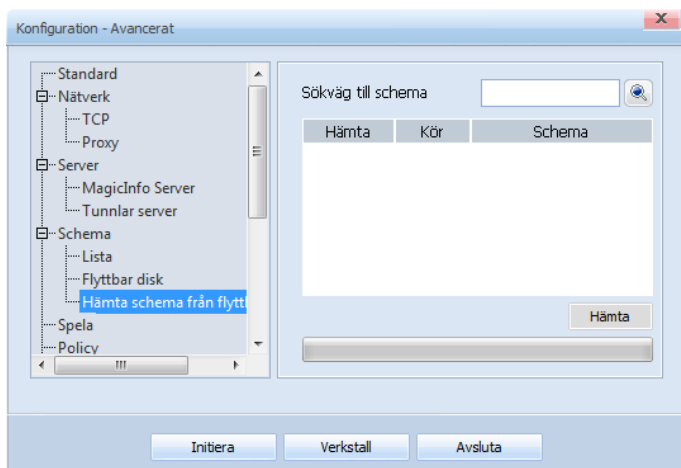 Konfiguration - Avancerat
Standard
Nätverk
TCP
Proxy
Server
MagicInfo Server
Tunnlar server
Schema
Lista
Flyttbar disk
Hämta schema från flytt
Spela
Policy
Sökväg till schema
Hämta Kör Schema
Hämta
Initiera Verkställ Avsluta